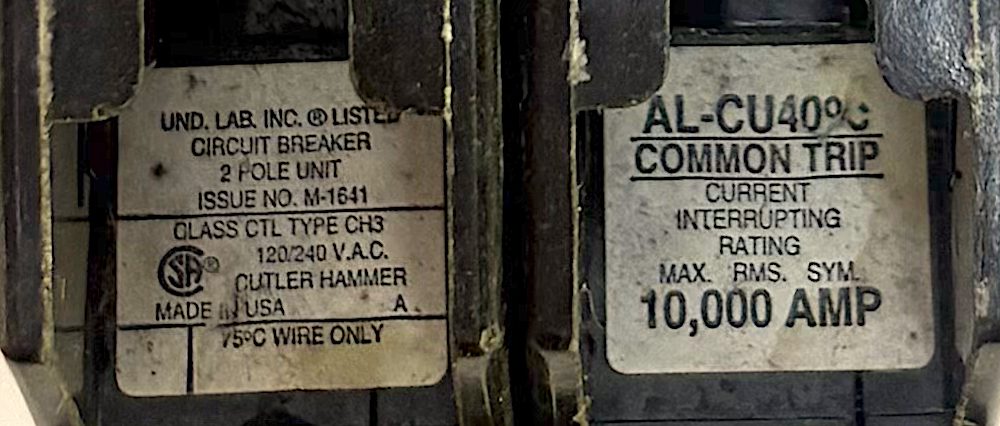 UND. LAB. INC. ® LISTED
CIRCUIT BREAKER
2 POLE UNIT
ISSUE NO. M-1641
CLASS CTL TYPE CH3
120/240 V.A.C.
SA®
CUTLER HAMMER
MADE IN USA A
75°C WIRE ONLY
AL-CU40°C
COMMON TRIP
CURRENT
INTERRUPTING
RATING
MAX. RMS. SYM.
10,000 AMP